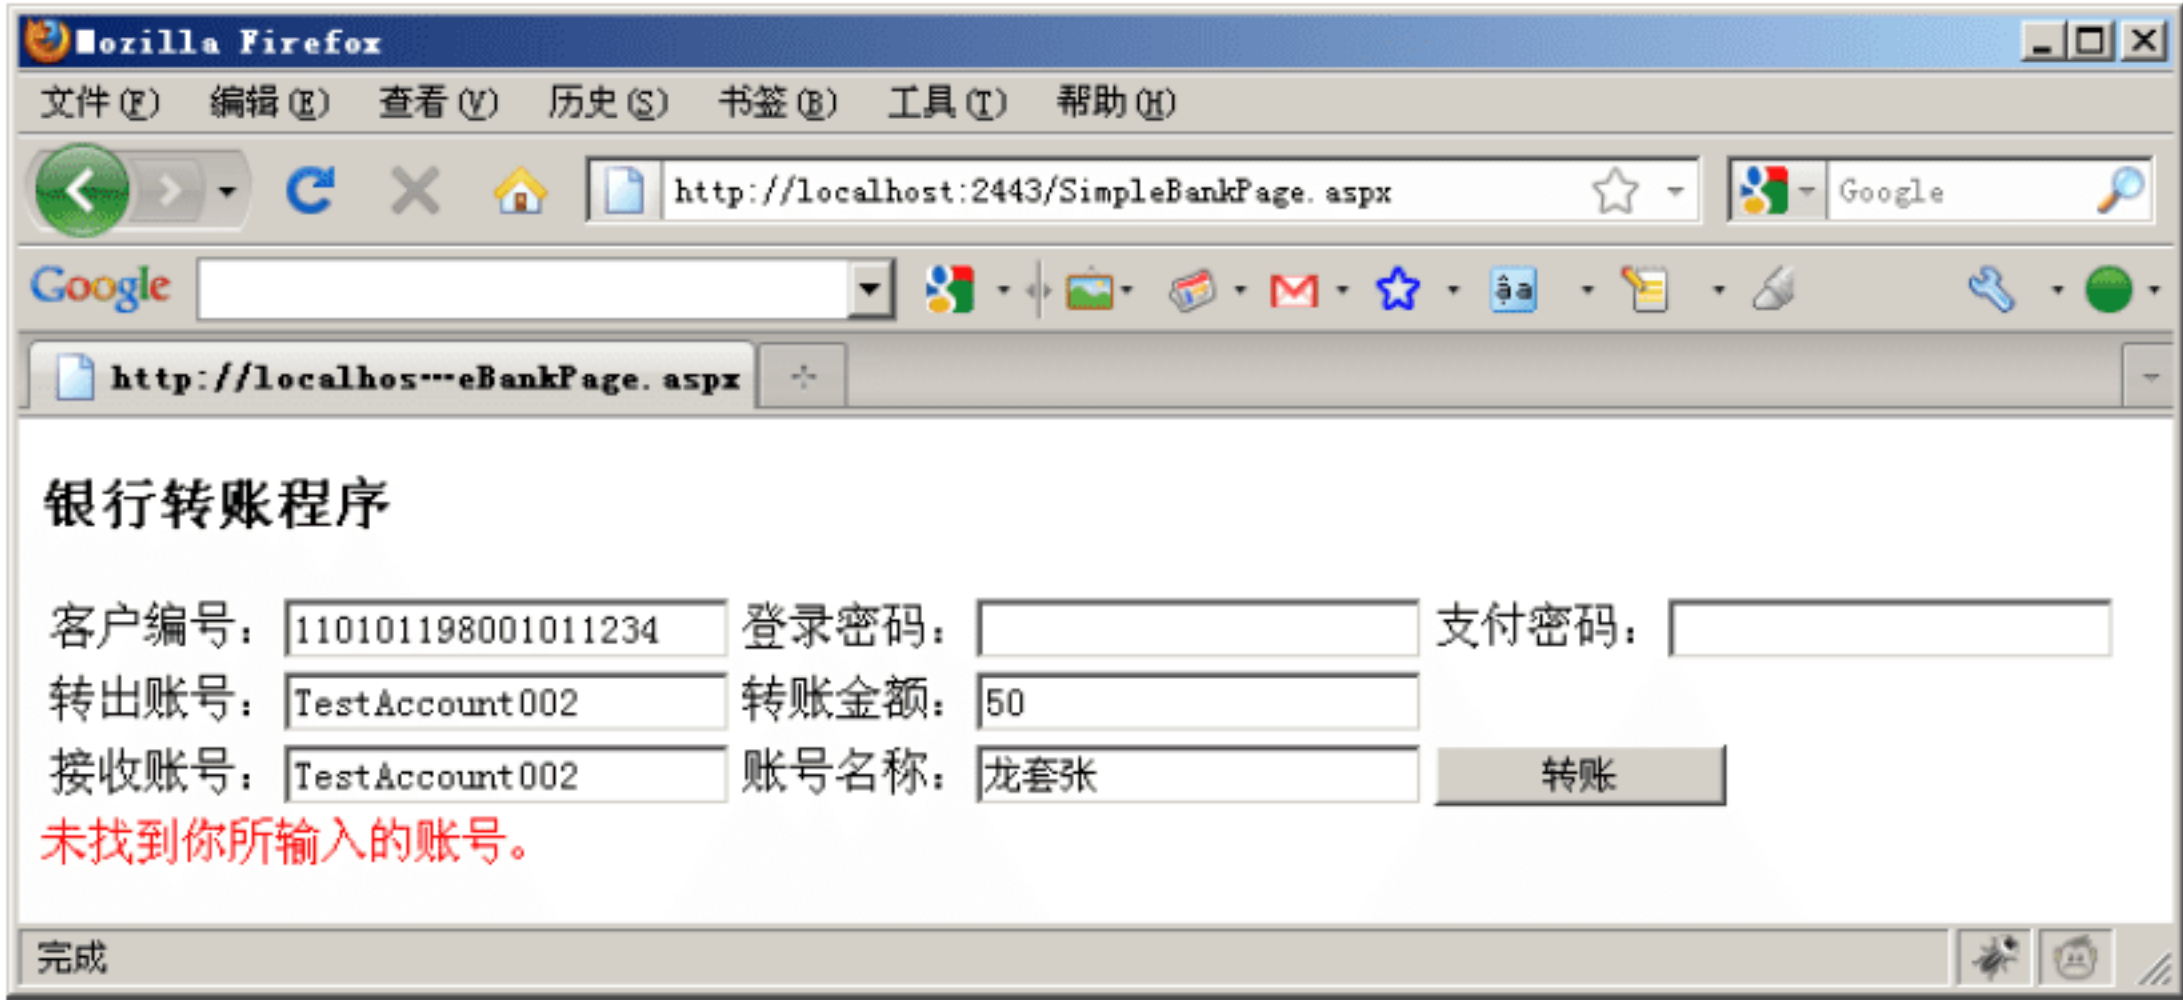 Mozilla Firefox
文件(F) 编辑(E) 查看(V) 历史(S) 书签(B) 工具(T) 帮助(H)
http://localhost:2443/SimpleBankPage.aspx Google
Google âa
http://localhos…eBankPage.aspx
银行转账程序
客户编号： 110101198001011234 登录密码： 支付密码：
转出账号： TestAccount002 转账金额： 50
接收账号： TestAccount002 账号名称： 龙套张 转账
未找到你所输入的账号。
完成